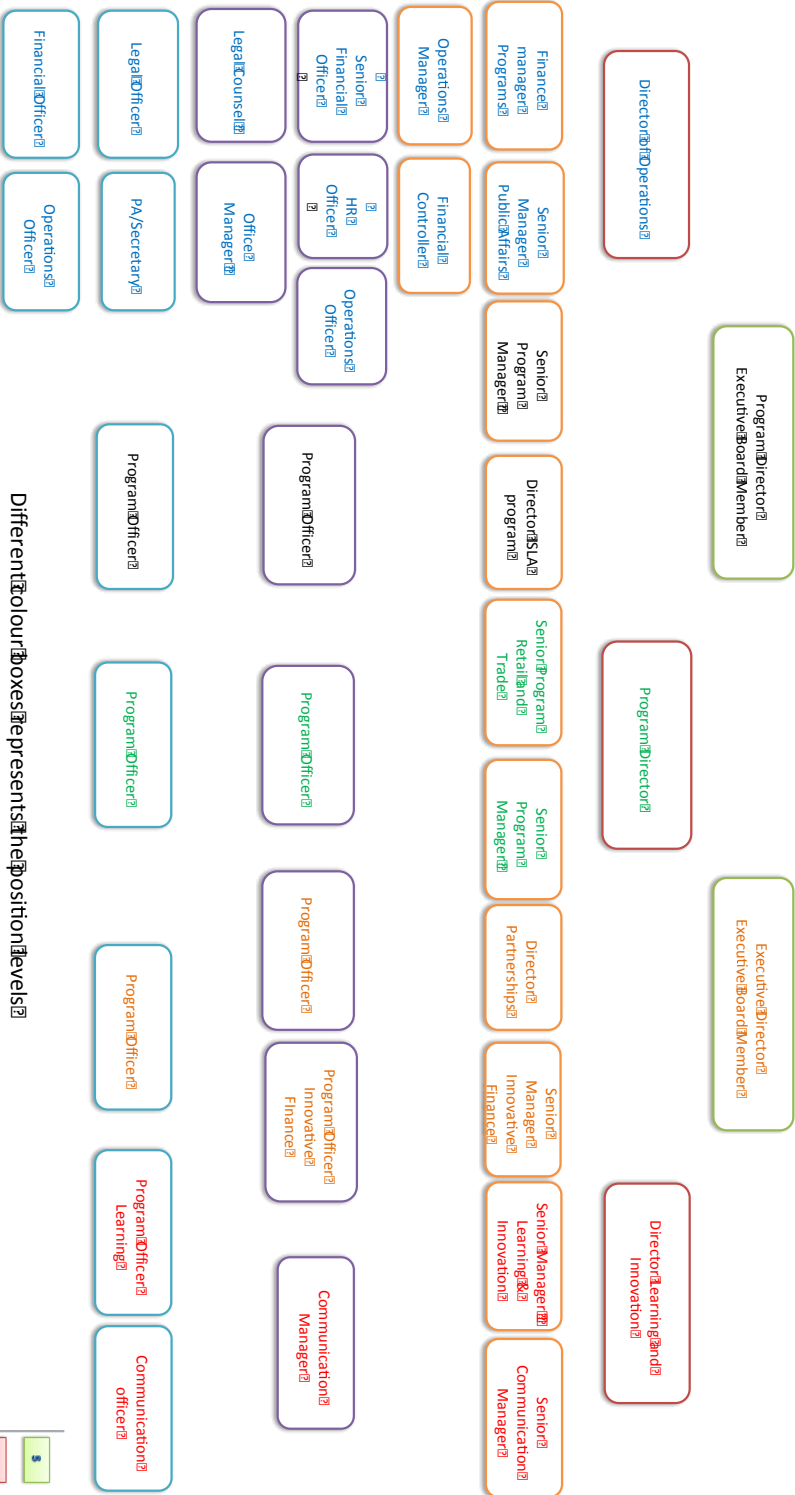 Program Director
Executive Board Member
Executive Director
Executive Board Member
Director of Operations
Program Director
Director Learning and
Innovation
Finance
manager
Programs
Senior
Manager
Public Affairs
Senior
Program
Manager
Director ISLA
program
Senior Program
Retail and
Trade
Senior
Program
Manager
Director
Partnerships
Senior
Manager
Innovative
Finance
Senior Manager
Learning &
Innovation
Senior
Communication
Manager
Operations
Manager
Financial
Controller
Senior
Financial
Officer
HR
Officer
Operations
Officer
Program Officer
Program Officer
Program Officer
Program Officer
Innovative
FInance
Communication
Manager
Legal Counsel
Office
Manager
Legal Officer
PA/Secretary
Program Officer
Program Officer
Program Officer
Program Officer
Learning
Communication
officer
Financial Officer
Operations
Officer
Different colour boxes represents the position levels